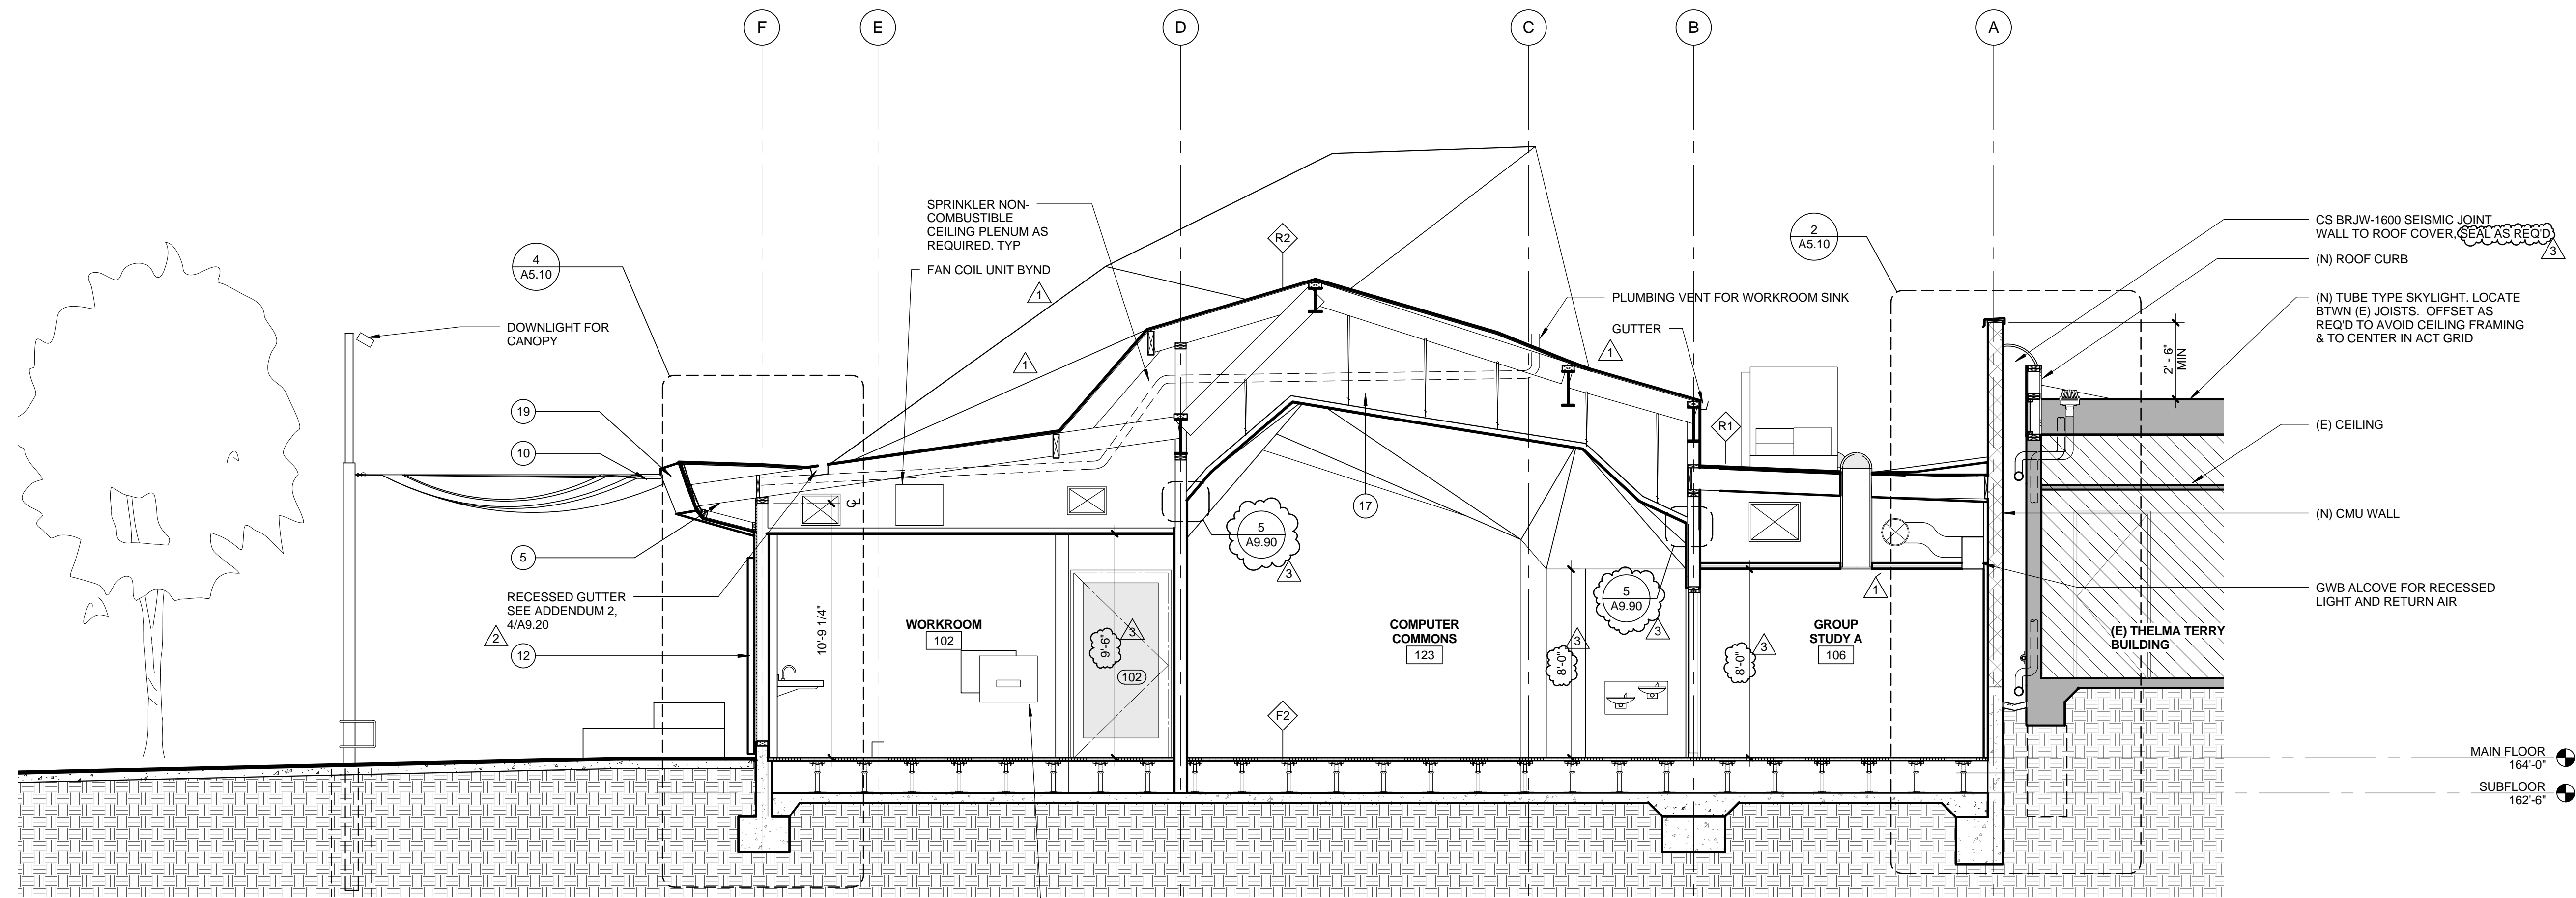 F
E
D
C
B
A
SPRINKLER NON-
COMBUSTIBLE
CEILING PLENUM AS
REQUIRED. TYP
FAN COIL UNIT BYND
1
1
R2
4
A5.10
2
A5.10
DOWNLIGHT FOR
CANOPY
PLUMBING VENT FOR WORKROOM SINK
GUTTER
1
R1
CS BRJW-1600 SEISMIC JOINT
WALL TO ROOF COVER, SEAL AS REQ'D
3
(N) ROOF CURB
(N) TUBE TYPE SKYLIGHT. LOCATE
BTWN (E) JOISTS. OFFSET AS
REQ'D TO AVOID CEILING FRAMING
& TO CENTER IN ACT GRID
2' - 6"
MIN
(E) CEILING
(N) CMU WALL
GWB ALCOVE FOR RECESSED
LIGHT AND RETURN AIR
19
10
5
RECESSED GUTTER
SEE ADDENDUM 2,
4/A9.20
2
12
CL
17
5
A9.90
3
5
A9.90
3
1
10'-9 1/4"
WORKROOM
102
9'-6"
3
102
COMPUTER
COMMONS
123
8'-0"
3
GROUP
STUDY A
106
8'-0"
3
(E) THELMA TERRY
BUILDING
F2
MAIN FLOOR
164'-0"
SUBFLOOR
162'-6"